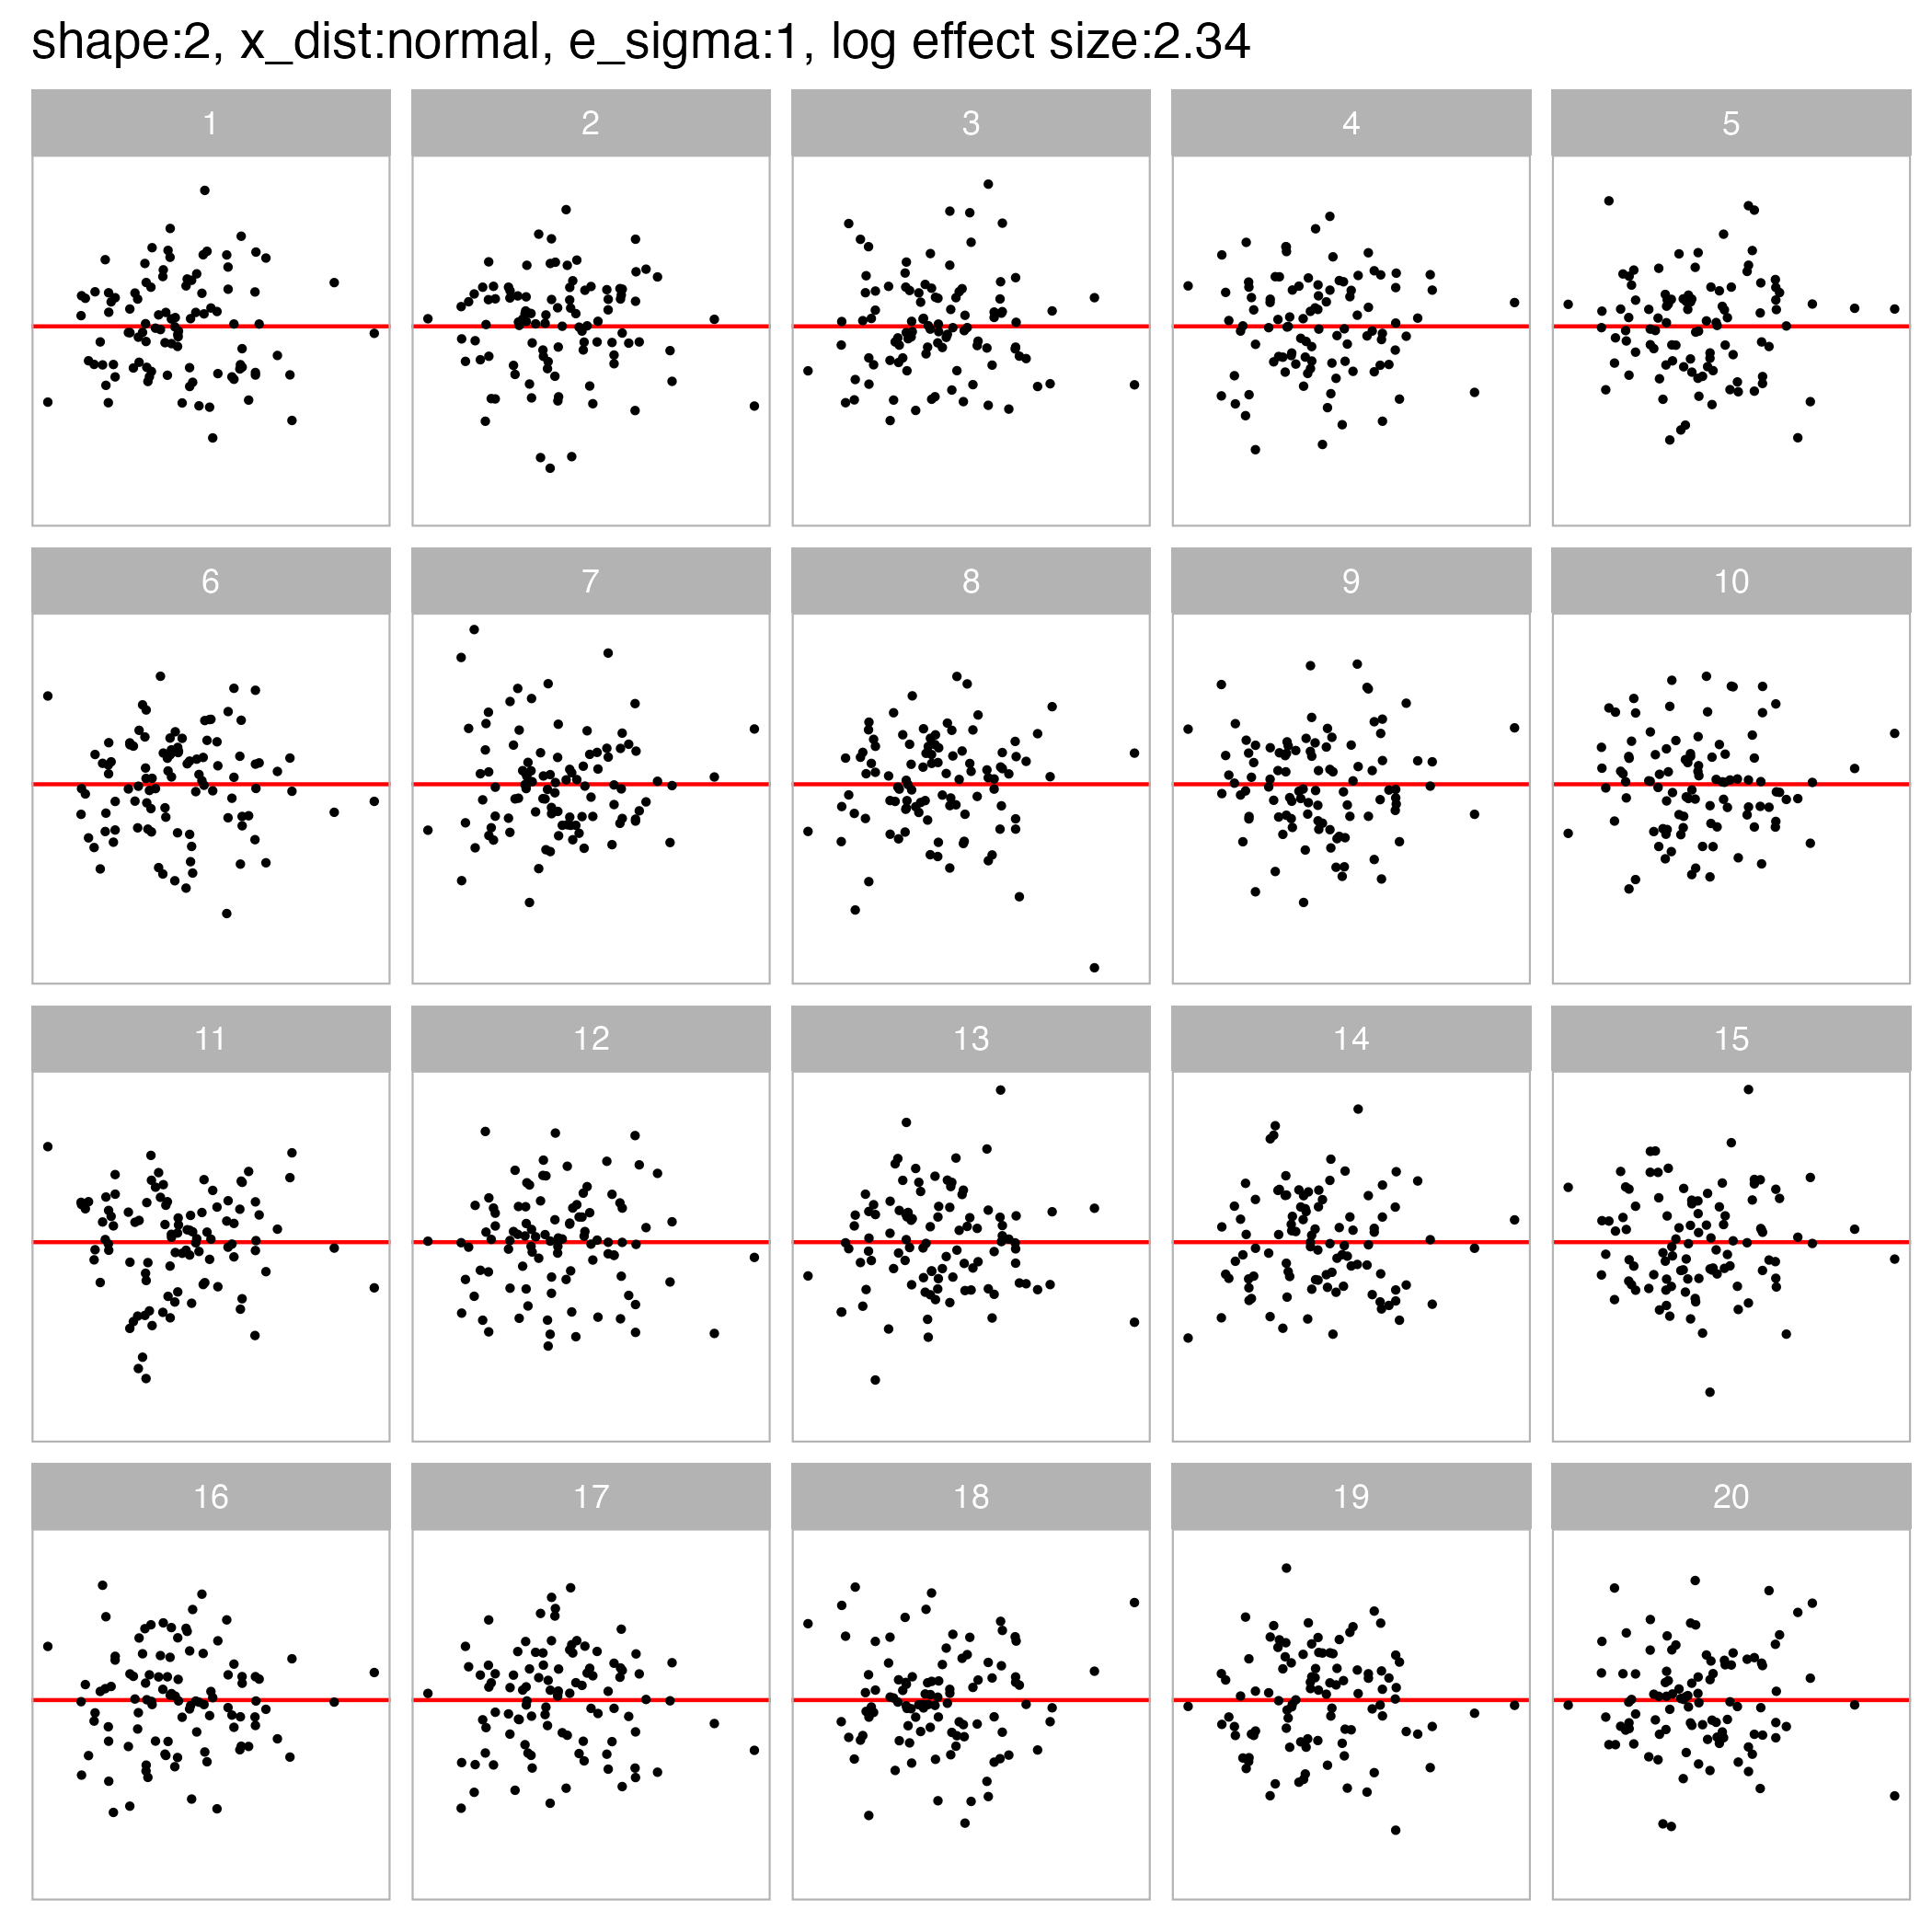 shape:2, x_dist:normal, e_sigma:1, log effect size:2.34
1 2 3 4 5
6 7 8 9 10
11 12 13 14 15
16 17 18 19 20